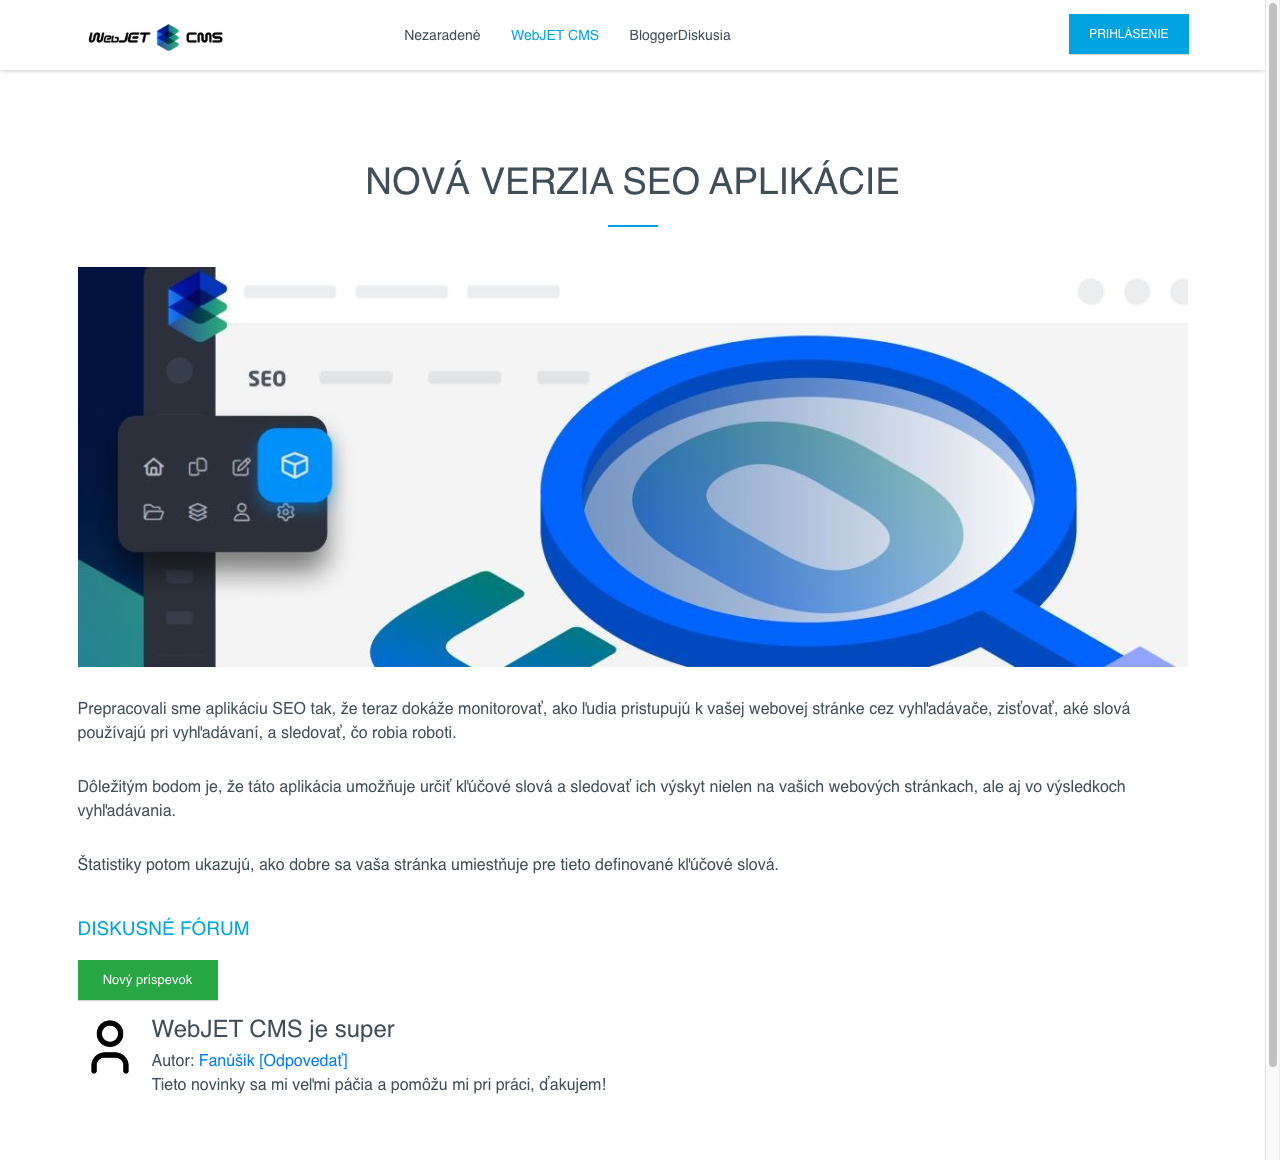 WebJET CMS
Nezaradené
WebJET CMS
BloggerDiskusia
PRIHLÁSENIE
NOVÁ VERZIA SEO APLIKÁCIE
SEO
Prepracovali sme aplikáciu SEO tak, že teraz dokáže monitorovať, ako ľudia pristupujú k vašej webovej stránke cez vyhľadávače, zisťovať, aké slová
používajú pri vyhľadávaní, a sledovať, čo robia roboti.
Dôležitým bodom je, že táto aplikácia umožňuje určiť kľúčové slová a sledovať ich výskyt nielen na vašich webových stránkach, ale aj vo výsledkoch
vyhľadávania.
Štatistiky potom ukazujú, ako dobre sa vaša stránka umiestňuje pre tieto definované kľúčové slová.
DISKUSNÉ FÓRUM
Nový príspevok
WebJET CMS je super
Autor: Fanúšik [Odpovedať]
Tieto novinky sa mi veľmi páčia a pomôžu mi pri práci, ďakujem!